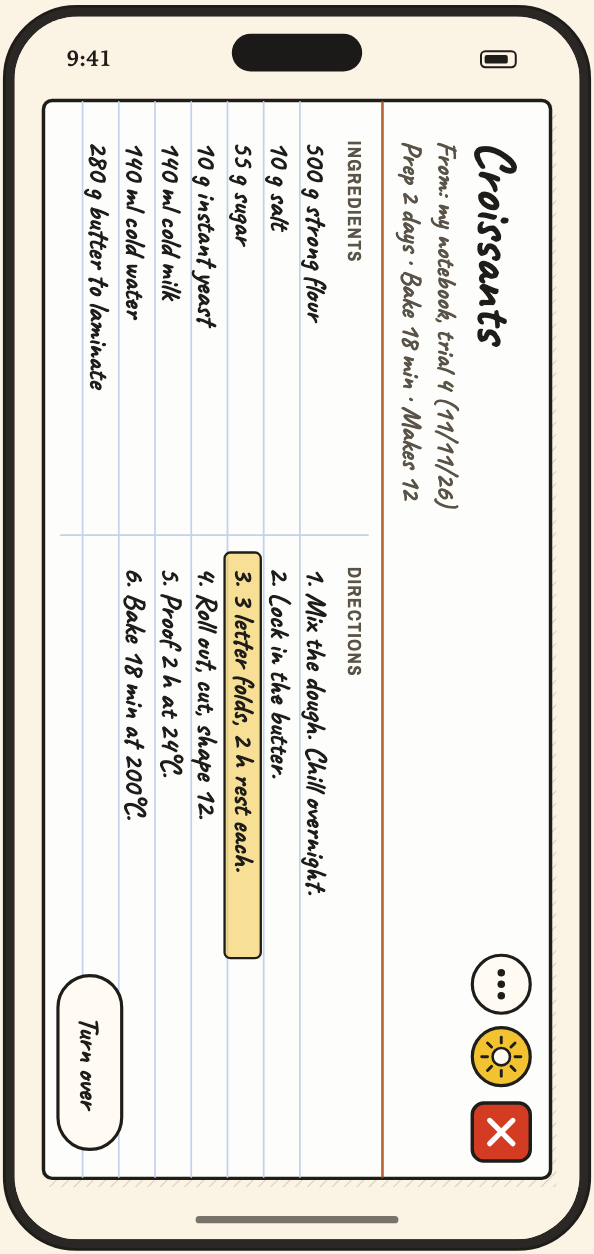 9:41
Croissants
From: my notebook, trial 4 (11/11/26)
Prep 2 days · Bake 18 min · Makes 12
INGREDIENTS
500 g strong flour
10 g salt
55 g sugar
10 g instant yeast
140 ml cold milk
140 ml cold water
280 g butter to laminate
DIRECTIONS
1. Mix the dough. Chill overnight.
2. Lock in the butter.
3. 3 letter folds, 2 h rest each.
4. Roll out, cut, shape 12.
5. Proof 2 h at 24°C.
6. Bake 18 min at 200°C.
Turn over